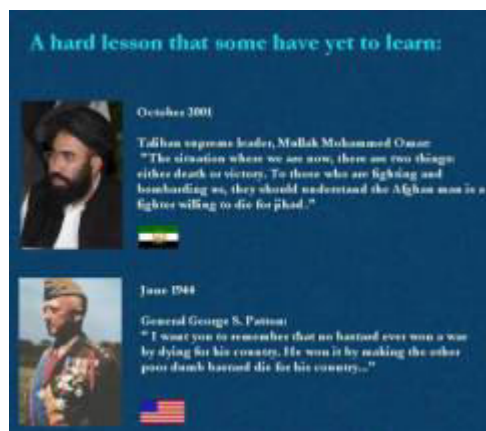 A hard lesson that some have yet to learn:
October 2001
Taliban supreme leader, Mullah Mohammed Omar:
"The situation where we are now, there are two things:
either death or victory. To those who are fighting and
bombarding us, they should understand the Afghan man is a
fighter willing to die for jihad."
June 1944
General George S. Patton:
" I want you to remember that no bastard ever won a war
by dying for his country. He won it by making the other
poor dumb bastard die for his country..."